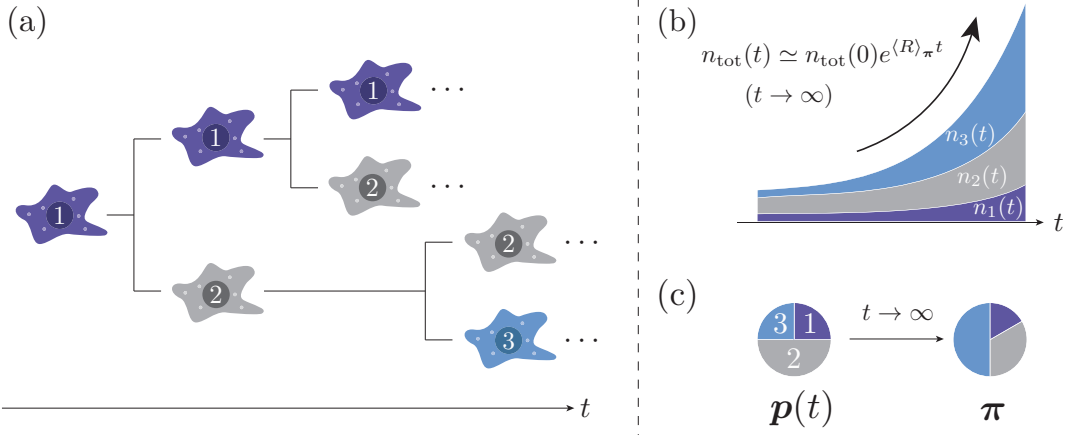 (a)
1
1
2
1 ···
2 ···
2 ···
3 ···
t
(b)
n_tot(t) ≃ n_tot(0)e^{⟨R⟩_π t}
(t → ∞)
n_3(t)
n_2(t)
n_1(t)
t
(c)
3 1
2
t → ∞
p(t)
π